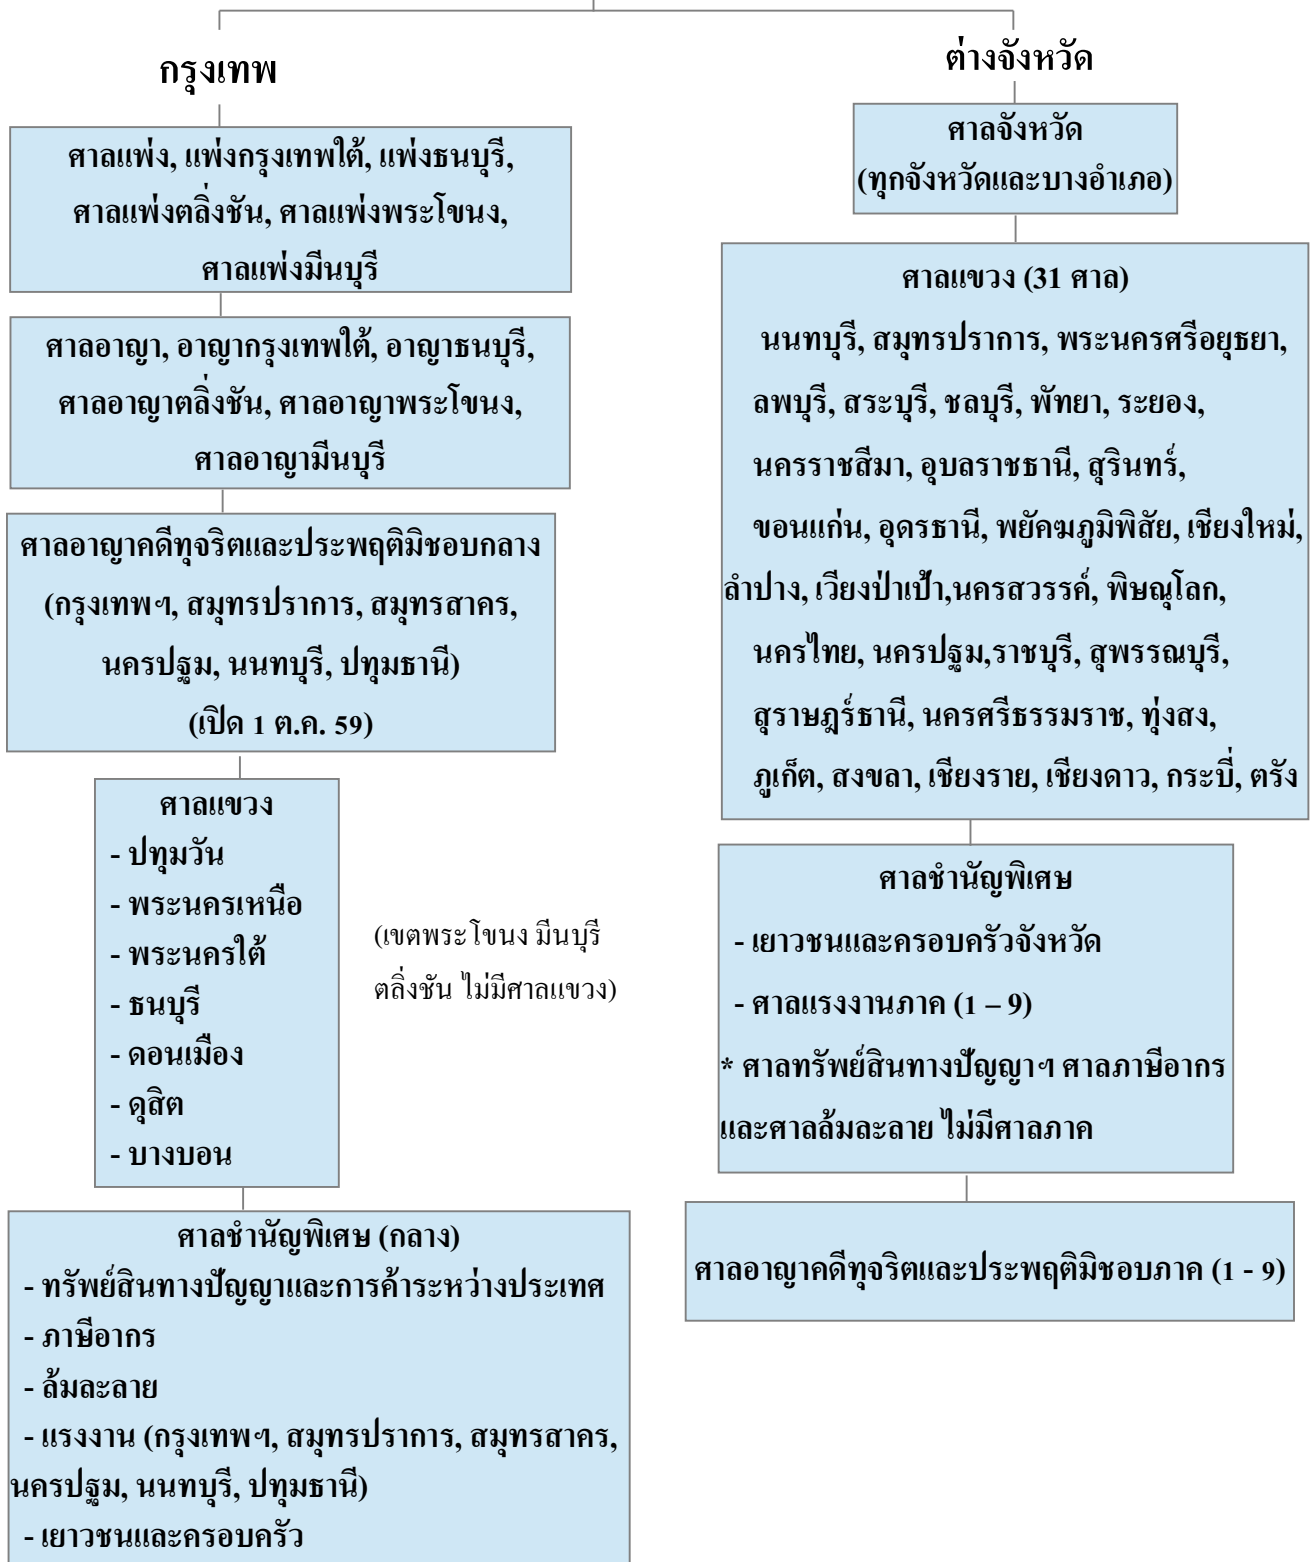 กรุงเทพ
ศาลแพ่ง, แพ่งกรุงเทพใต้, แพ่งธนบุรี,
ศาลแพ่งตลิ่งชัน, ศาลแพ่งพระโขนง,
ศาลแพ่งมีนบุรี
ศาลอาญา, อาญากรุงเทพใต้, อาญาธนบุรี,
ศาลอาญาตลิ่งชัน, ศาลอาญาพระโขนง,
ศาลอาญามีนบุรี
ศาลอาญาคดีทุจริตและประพฤติมิชอบกลาง
(กรุงเทพฯ, สมุทรปราการ, สมุทรสาคร,
นครปฐม, นนทบุรี, ปทุมธานี)
(เปิด 1 ต.ค. 59)
ศาลแขวง
- ปทุมวัน
- พระนครเหนือ
- พระนครใต้
- ธนบุรี
- ดอนเมือง
- ดุสิต
- บางบอน
(เขตพระโขนง มีนบุรี
ตลิ่งชัน ไม่มีศาลแขวง)
ศาลชำนัญพิเศษ (กลาง)
- ทรัพย์สินทางปัญญาและการค้าระหว่างประเทศ
- ภาษีอากร
- ล้มละลาย
- แรงงาน (กรุงเทพฯ, สมุทรปราการ, สมุทรสาคร,
นครปฐม, นนทบุรี, ปทุมธานี)
- เยาวชนและครอบครัว
ต่างจังหวัด
ศาลจังหวัด
(ทุกจังหวัดและบางอำเภอ)
ศาลแขวง (31 ศาล)
นนทบุรี, สมุทรปราการ, พระนครศรีอยุธยา,
ลพบุรี, สระบุรี, ชลบุรี, พัทยา, ระยอง,
นครราชสีมา, อุบลราชธานี, สุรินทร์,
ขอนแก่น, อุดรธานี, พยัคฆภูมิพิสัย, เชียงใหม่,
ลำปาง, เวียงป่าเป้า,นครสวรรค์, พิษณุโลก,
นครไทย, นครปฐม,ราชบุรี, สุพรรณบุรี,
สุราษฎร์ธานี, นครศรีธรรมราช, ทุ่งสง,
ภูเก็ต, สงขลา, เชียงราย, เชียงดาว, กระบี่, ตรัง
ศาลชำนัญพิเศษ
- เยาวชนและครอบครัวจังหวัด
- ศาลแรงงานภาค (1 – 9)
* ศาลทรัพย์สินทางปัญญาฯ ศาลภาษีอากร
และศาลล้มละลาย ไม่มีศาลภาค
ศาลอาญาคดีทุจริตและประพฤติมิชอบภาค (1 - 9)